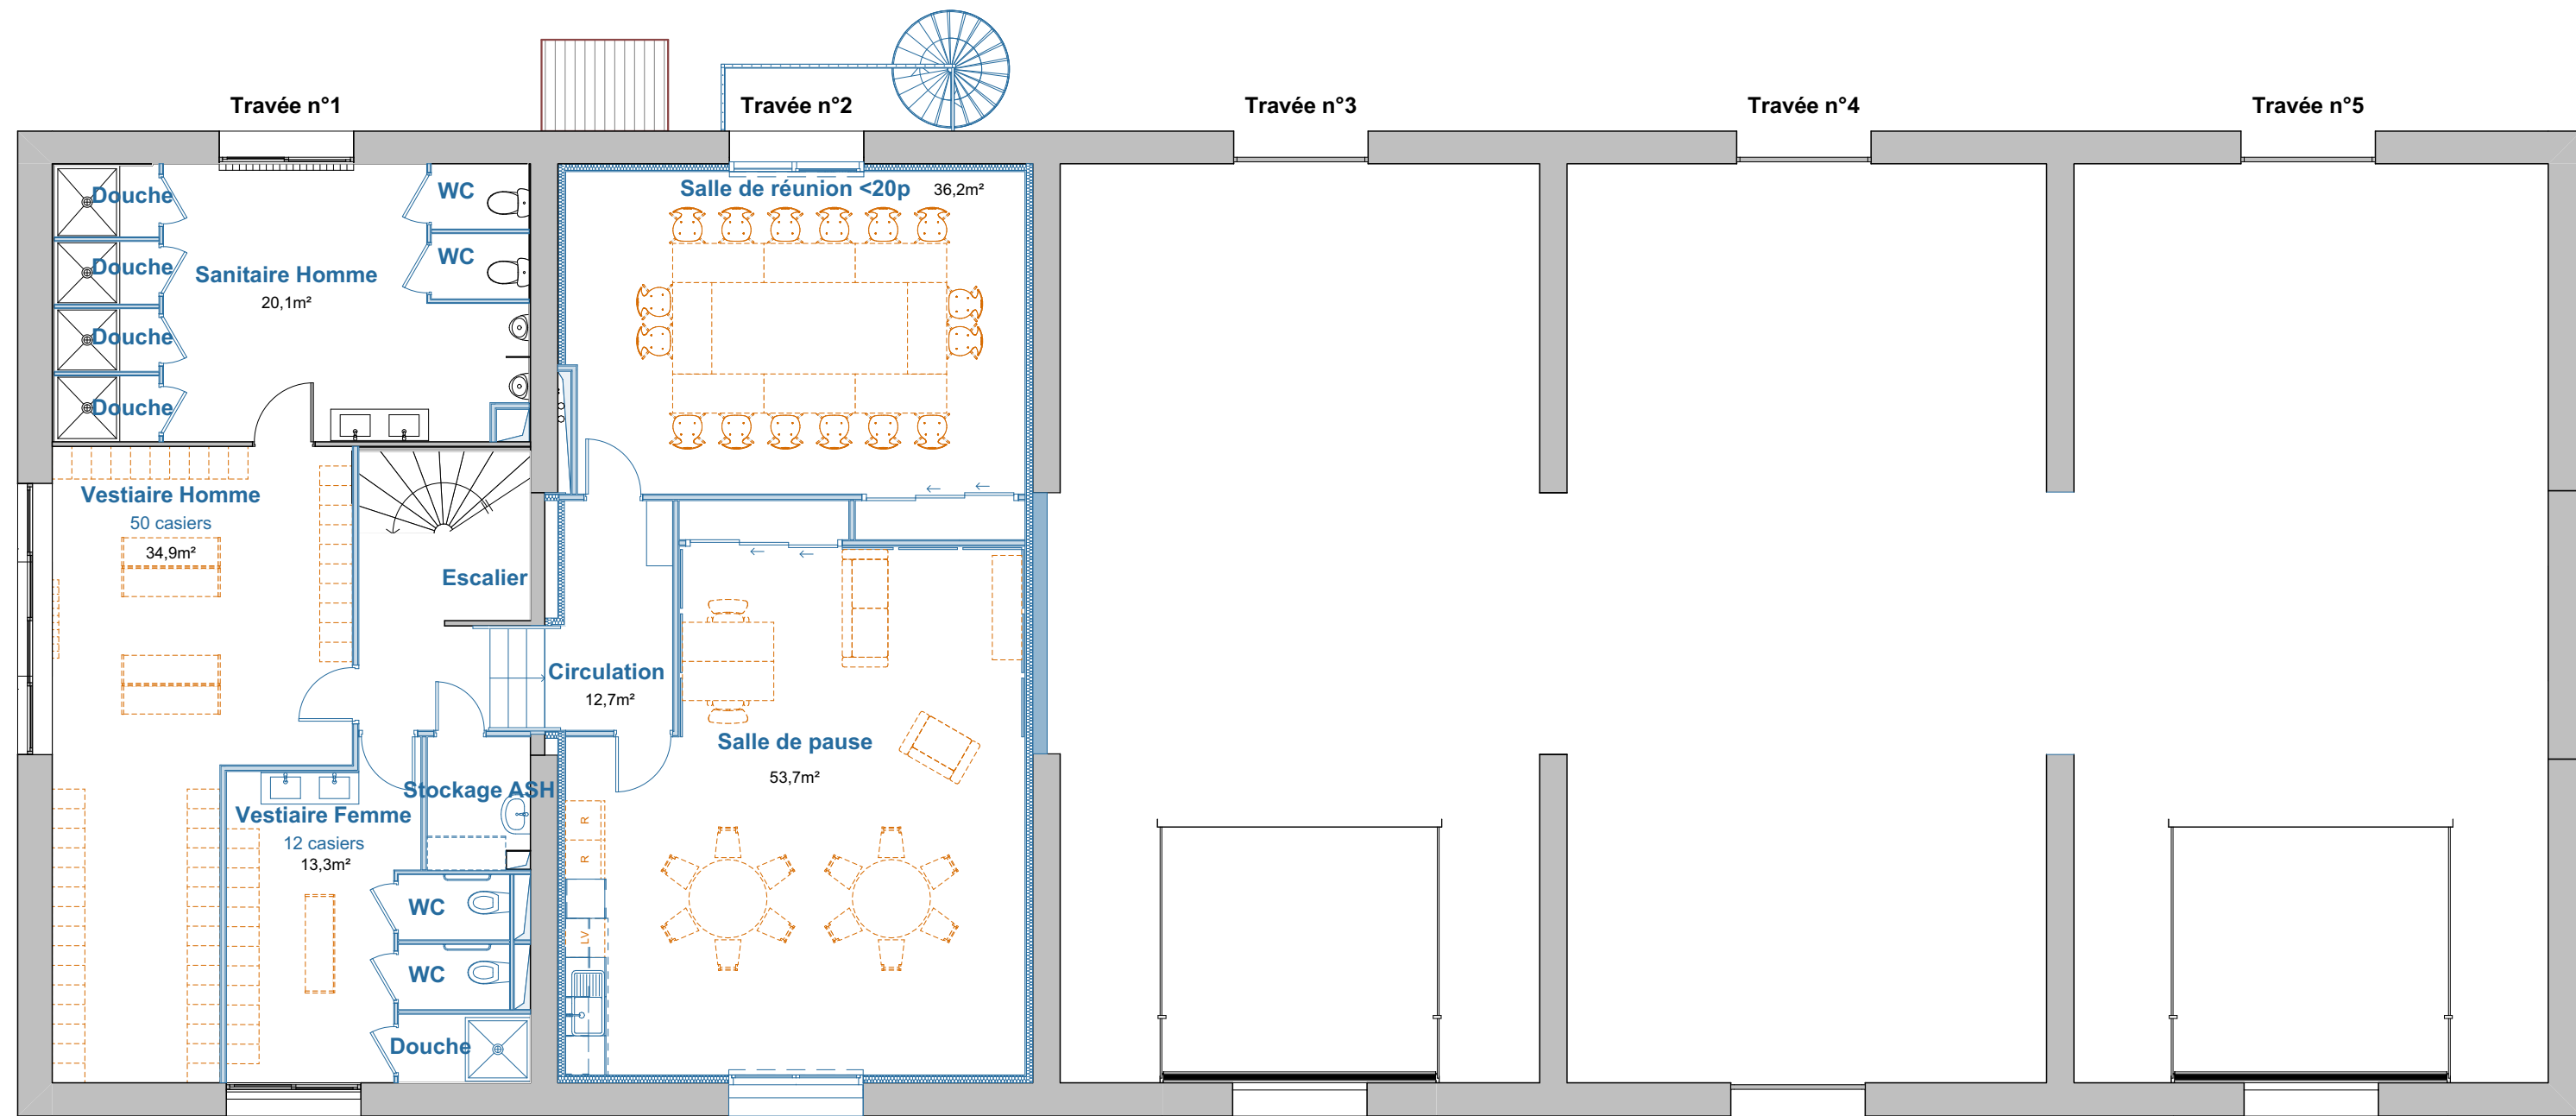 Travée n°1
Travée n°2
Travée n°3
Travée n°4
Travée n°5
Douche
WC
Salle de réunion <20p 36,2m²
Douche
WC
Sanitaire Homme
20,1m²
Douche
Douche
Vestiaire Homme
50 casiers
34,9m²
Escalier
Circulation
12,7m²
Salle de pause
53,7m²
Stockage ASH
Vestiaire Femme
12 casiers
13,3m²
R
R
WC
LV
WC
Douche